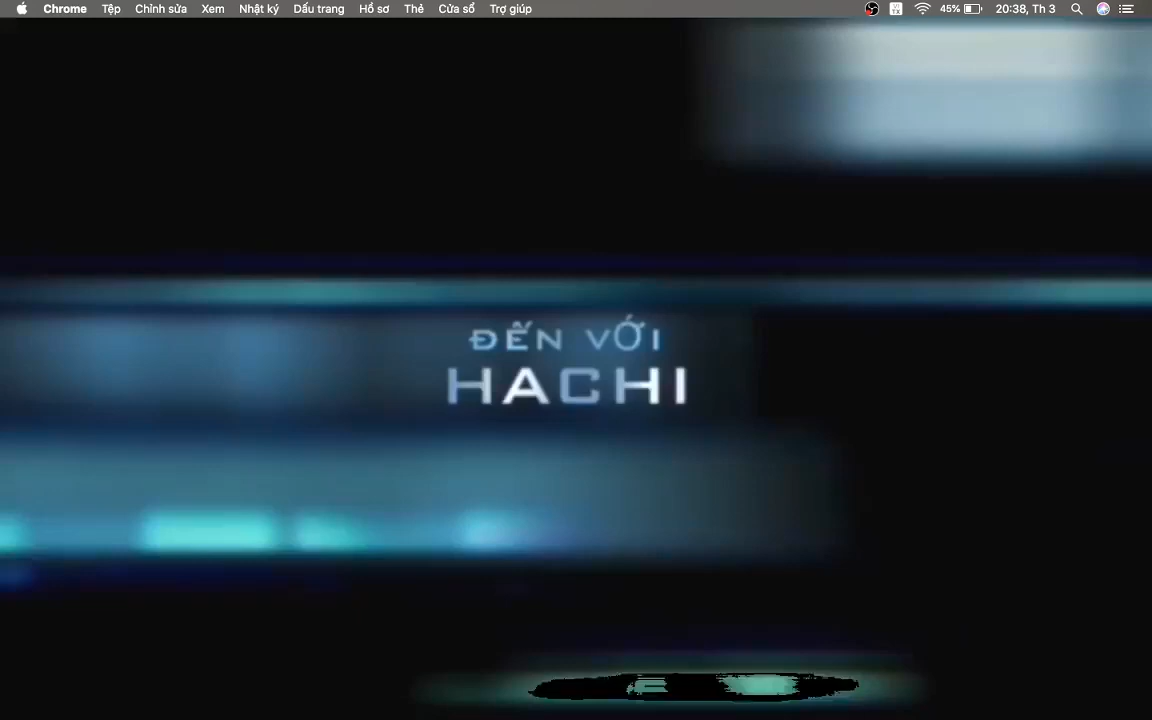 Chrome Tệp Chỉnh sửa Xem Nhật ký Dấu trang Hồ sơ Thẻ Cửa sổ Trợ giúp 45% 20:38, Th 3
ĐẾN VỚI
HACHI